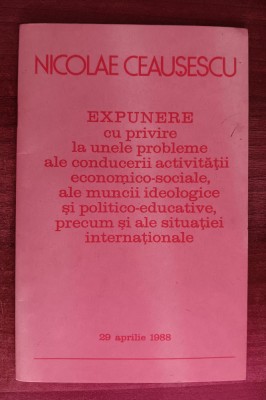 NICOLAE CEAUȘESCU
EXPUNERE
cu privire
la unele probleme
ale conducerii activității
economico-sociale,
ale muncii ideologice
și politico-educative,
precum și ale situației
internaționale
29 aprilie 1988